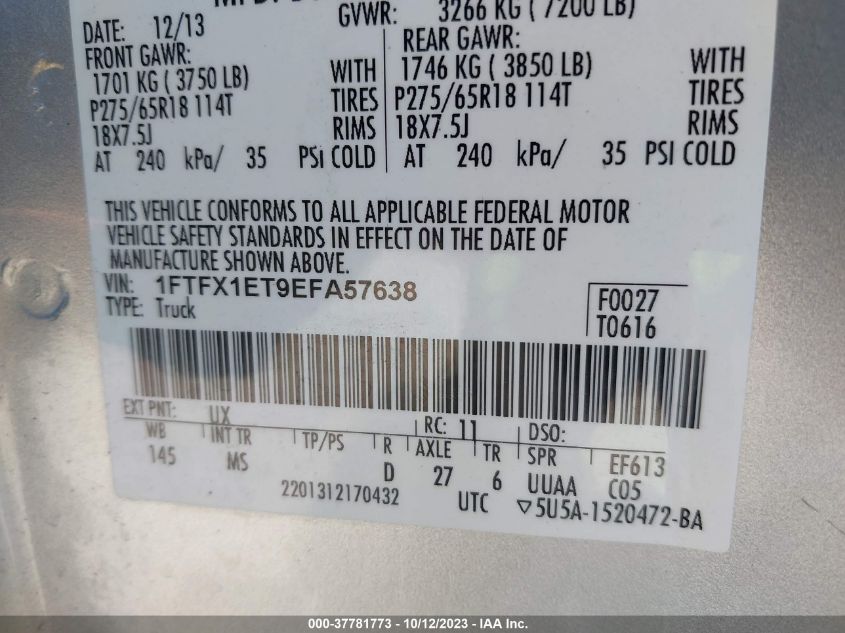 GVWR: 3266 KG ( 7200 LB)
DATE: 12/13
FRONT GAWR: REAR GAWR:
1701 KG ( 3750 LB) WITH 1746 KG ( 3850 LB) WITH
P275/65R18 114T TIRES P275/65R18 114T TIRES
18X7.5J RIMS 18X7.5J RIMS
AT 240 kPa/ 35 PSI COLD AT 240 kPa/ 35 PSI COLD
THIS VEHICLE CONFORMS TO ALL APPLICABLE FEDERAL MOTOR
VEHICLE SAFETY STANDARDS IN EFFECT ON THE DATE OF
MANUFACTURE SHOWN ABOVE.
VIN: 1FTFX1ET9EFA57638 F0027
TYPE: Truck T0616
EXT PNT: UX RC: 11 DSO:
WB INT TR TP/PS R AXLE TR SPR EF613
145 MS D 27 6 UUAA C05
2201312170432 UTC ▽5U5A-1520472-BA
000-37781773 - 10/12/2023 - IAA Inc.